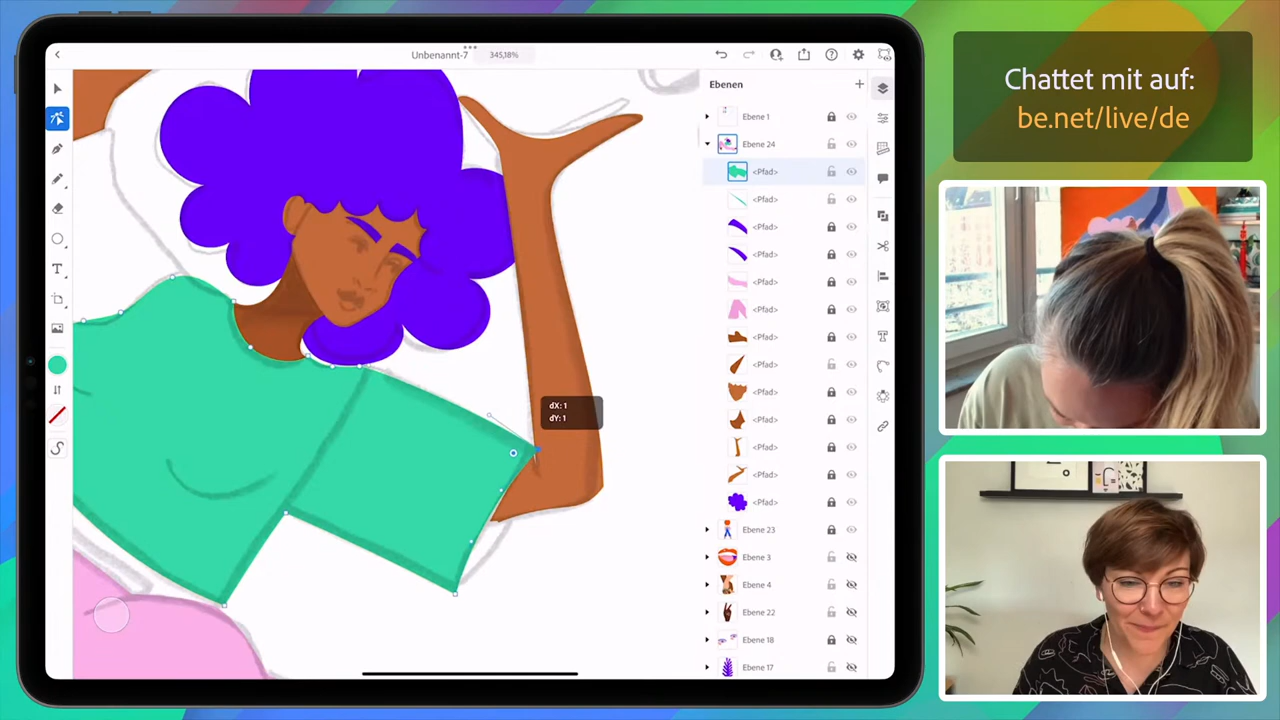 Unbenannt-7
345,18%
Ebenen
Ebene 1
Ebene 24
<Pfad>
<Pfad>
<Pfad>
<Pfad>
<Pfad>
<Pfad>
<Pfad>
<Pfad>
<Pfad>
<Pfad>
<Pfad>
<Pfad>
<Pfad>
Ebene 23
Ebene 3
Ebene 4
Ebene 22
Ebene 18
Ebene 17
dX: 1
dY: 1
Chattet mit auf:
be.net/live/de